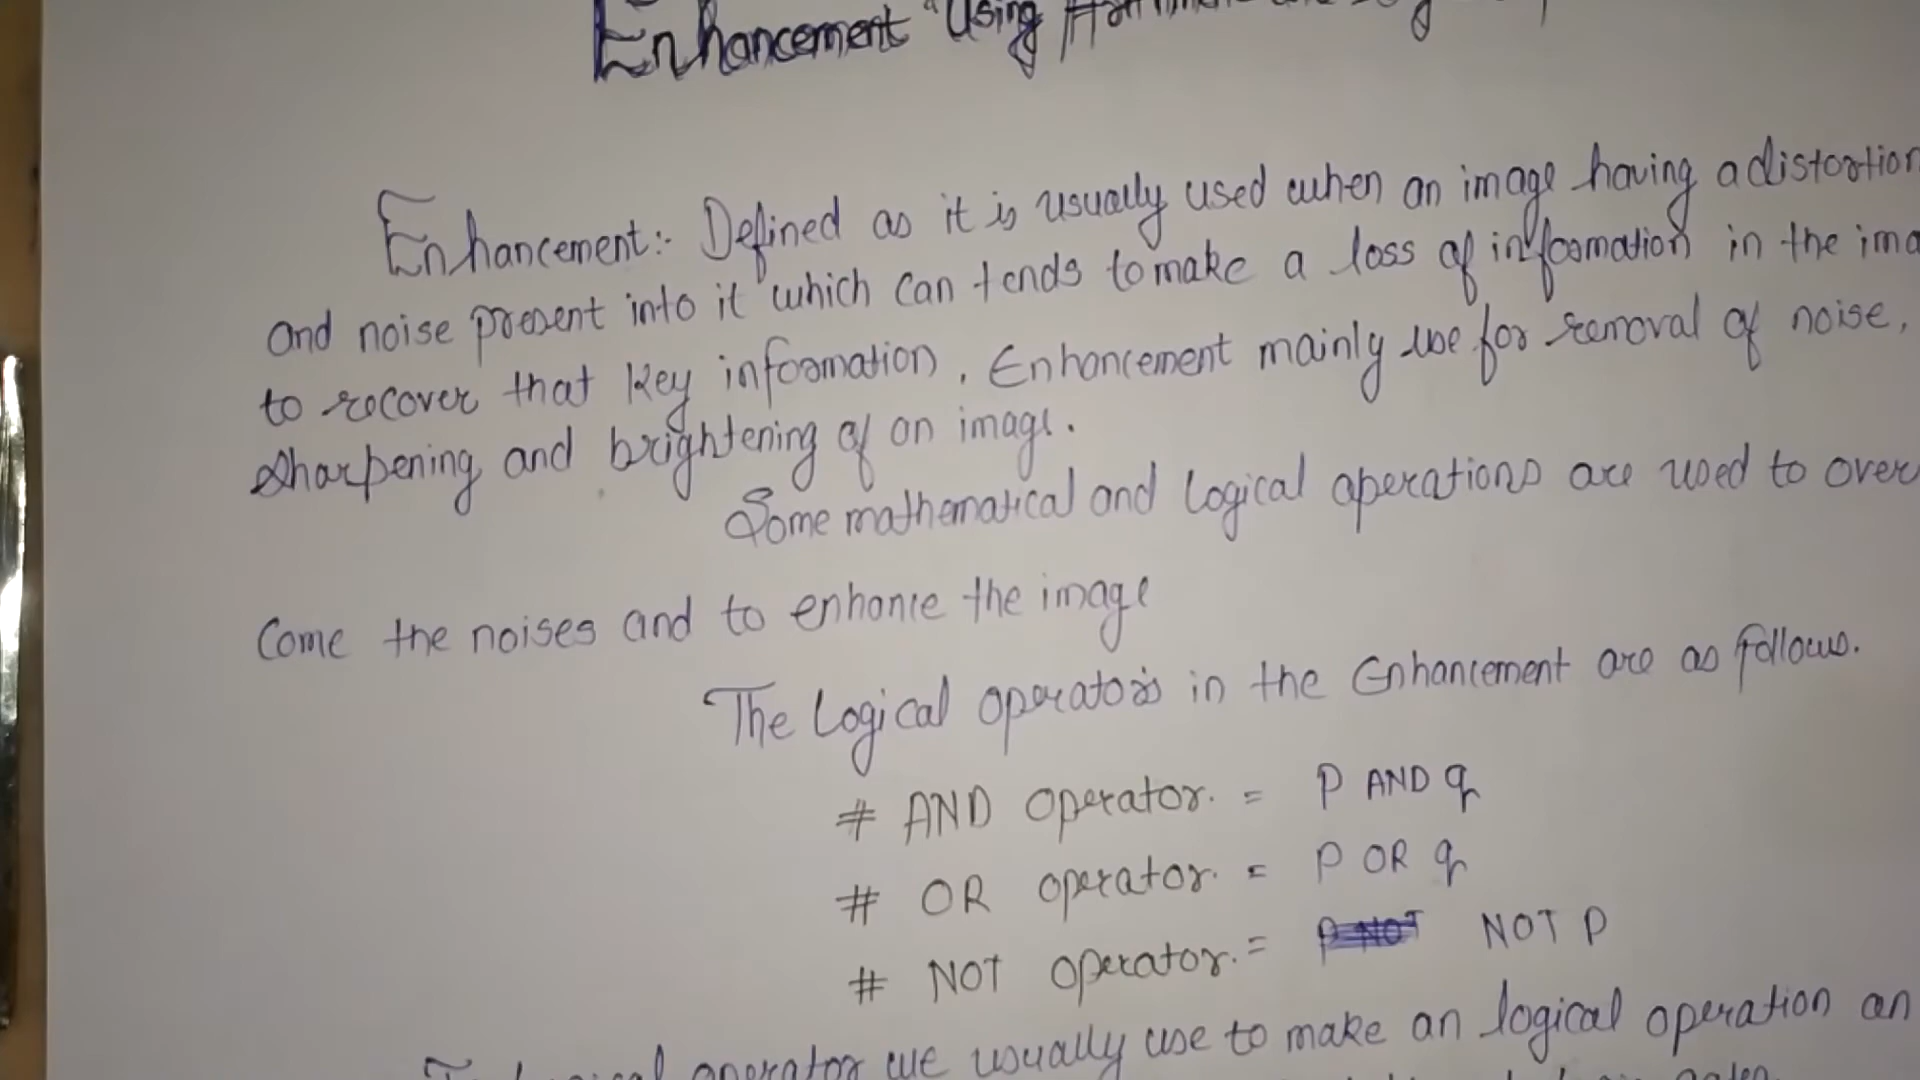 Enhancement Using
Enhancement:- Defined as it is usually used when an image having a distortion
and noise present into it which can tends to make a loss of information in the ima
to recover that key information. Enhancement mainly use for removal of noise,
sharpening and brightening of an image.
Some mathematical and logical operations are used to over
Come the noises and to enhance the image
The Logical operators in the Enhancement are as follows.
# AND operator. = P AND q
# OR operator. = P OR q
# NOT operator. = NOT P
operator we usually use to make an logical operation an